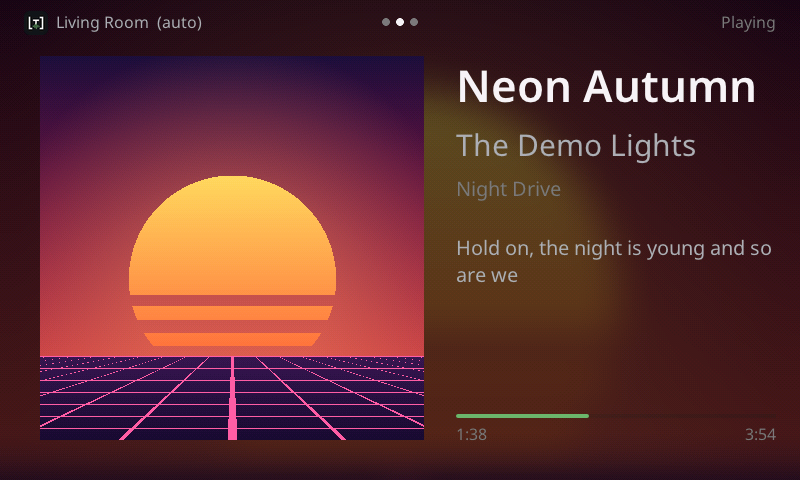 [T] Living Room (auto)
Playing
Neon Autumn
The Demo Lights
Night Drive
Hold on, the night is young and so
are we
1:38
3:54